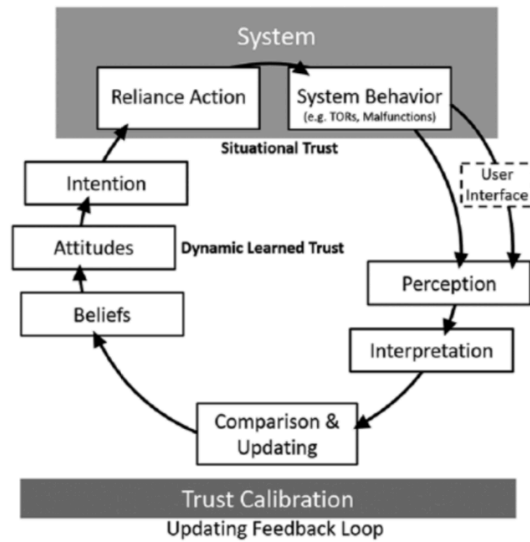 System
Reliance Action
System Behavior
(e.g. TORs, Malfunctions)
Situational Trust
Intention
User
Interface
Attitudes
Dynamic Learned Trust
Perception
Beliefs
Interpretation
Comparison &
Updating
Trust Calibration
Updating Feedback Loop